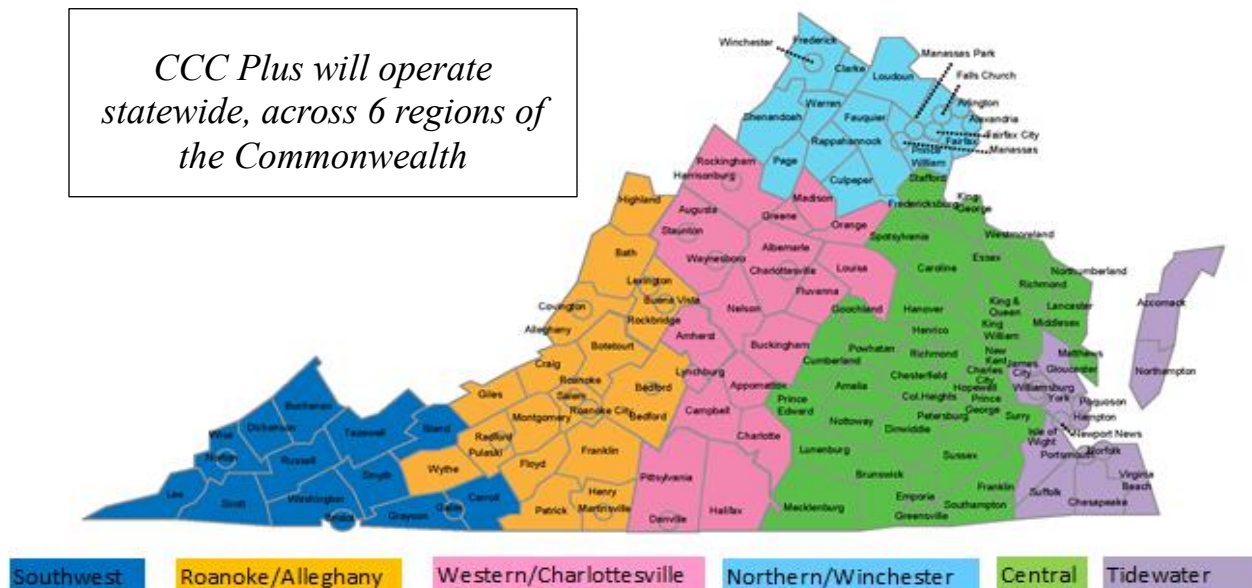 CCC Plus will operate
statewide, across 6 regions of
the Commonwealth
Winchester
Frederick
Manassas Park
Clarke
Loudoun
Falls Church
Arlington
Warren
Alexandria
Shenandoah
Fauquier
Fairfax City
Fairfax
Manassas
Rappahannock
Prince
William
Page
Stafford
Culpeper
Rockingham
Harrisonburg
Madison
King
George
Fredericksburg
Highland
Augusta
Greene
Orange
Staunton
Spotsylvania
Westmoreland
Albemarle
Bath
Waynesboro
Charlottesville
Louisa
Caroline
Essex
Northumberland
Lexington
Richmond
Fluvanna
Buena Vista
Covington
Nelson
Goochland
Hanover
King &
Queen
Lancaster
Accomack
Rockbridge
Alleghany
Amherst
Henrico
King
William
Middlesex
Botetourt
Buckingham
Powhatan
Richmond
New
Kent
Matthews
Cumberland
James
City
Gloucester
Craig
Lynchburg
Chesterfield
Charles
City
Northampton
Roanoke
Salem
Bedford
Appomattox
Amelia
Hopewell
Williamsburg
Giles
Prince
Edward
Col.Heights
Prince
George
York
Poquoson
Roanoke City
Bedford
Buchanan
Montgomery
Campbell
Nottoway
Petersburg
Surry
Hampton
Dickenson
Bland
Dinwiddie
Isle of
Wight
Newport News
Wise
Tazewell
Radford
Pulaski
Charlotte
Norfolk
Norton
Franklin
Lunenburg
Sussex
Portsmouth
Russell
Wythe
Floyd
Smyth
Pittsylvania
Brunswick
Virginia
Beach
Lee
Henry
Franklin
Suffolk
Scott
Washington
Carroll
Emporia
Chesapeake
Grayson
Galax
Patrick
Martinsville
Halifax
Mecklenburg
Southampton
Bristol
Danville
Greensville
Southwest
Roanoke/Alleghany
Western/Charlottesville
Northern/Winchester
Central
Tidewater